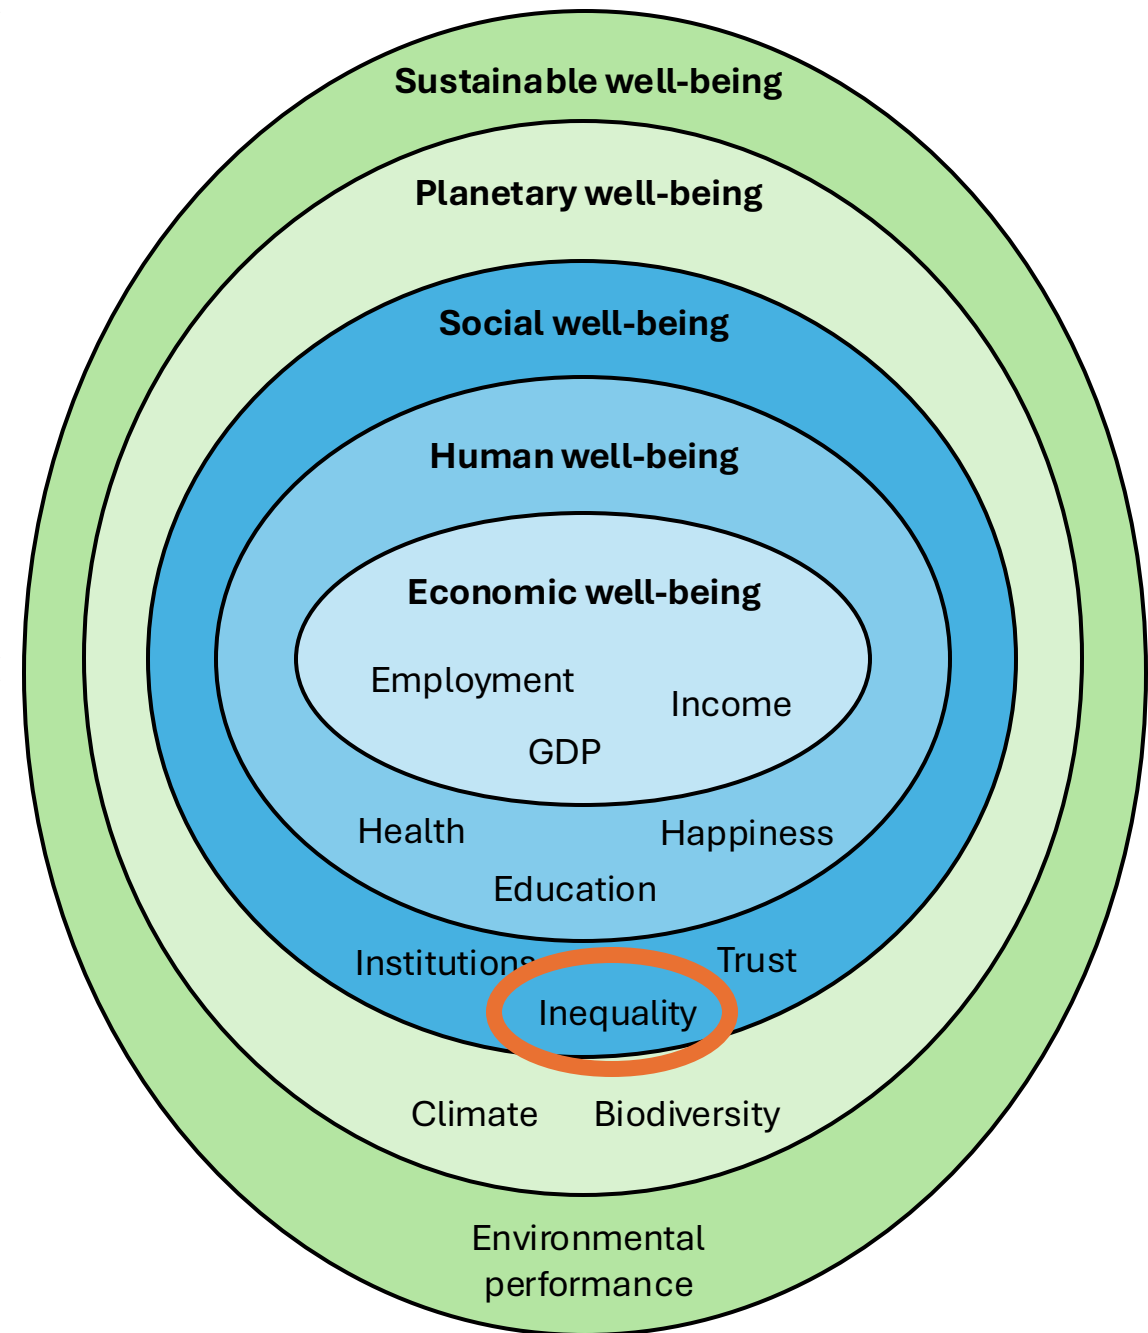 Sustainable well-being
Planetary well-being
Social well-being
Human well-being
Economic well-being
Employment
Income
GDP
Health
Happiness
Education
Institutions
Trust
Inequality
Climate
Biodiversity
Environmental
performance